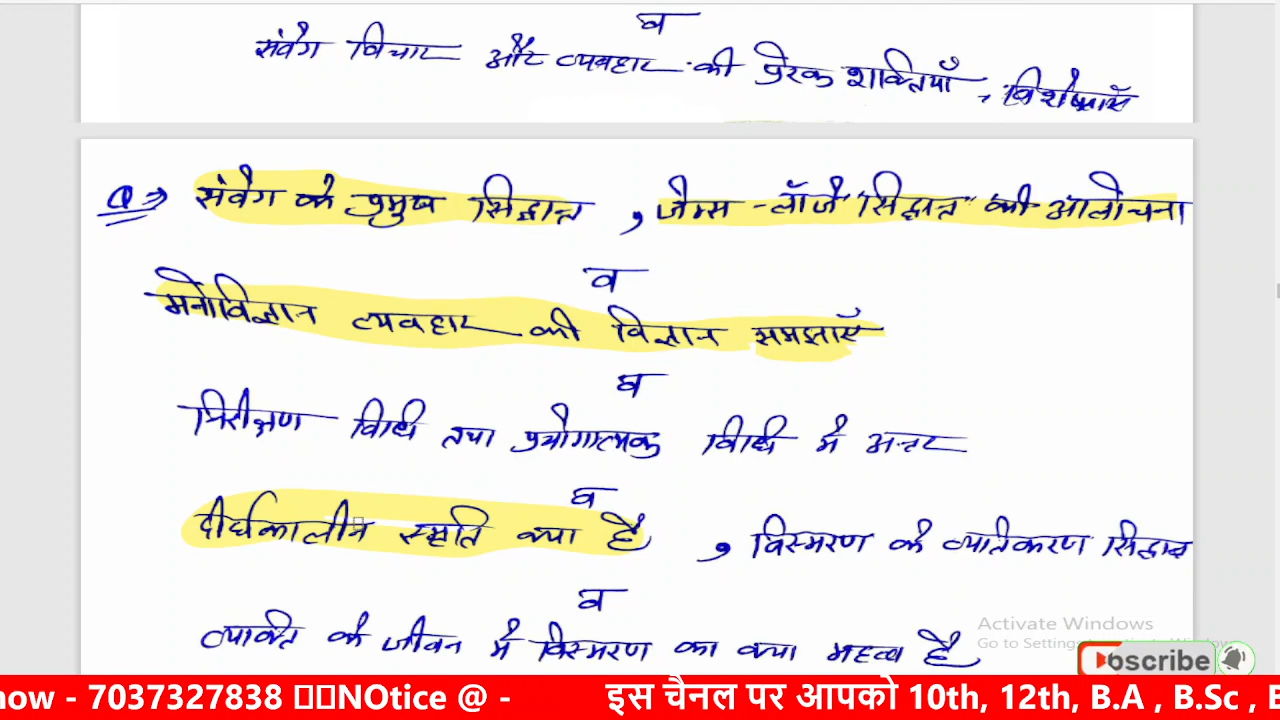 व
संवेग विचार और व्यवहार की प्रेरक शक्तियाँ , विशेषताएँ
Q⇒ संवेग के प्रमुख सिद्धान्त , जेम्स - लॉजे "सिद्धान्त" की आलोचना
व
मनोविज्ञान व्यवहार की विज्ञान समझाएँ
व
निरीक्षण विधि तथा प्रयोगात्मक विधि में अन्तर
व
दीर्घकालीन स्मृति क्या है , विस्मरण के व्यतिकरण सिद्धान्त
व
व्यक्ति के जीवन में विस्मरण का क्या महत्व है
Activate Windows
Go to Settings
bscribe
now - 7037327838 NOtice @ - इस चैनल पर आपको 10th, 12th, B.A , B.Sc , B